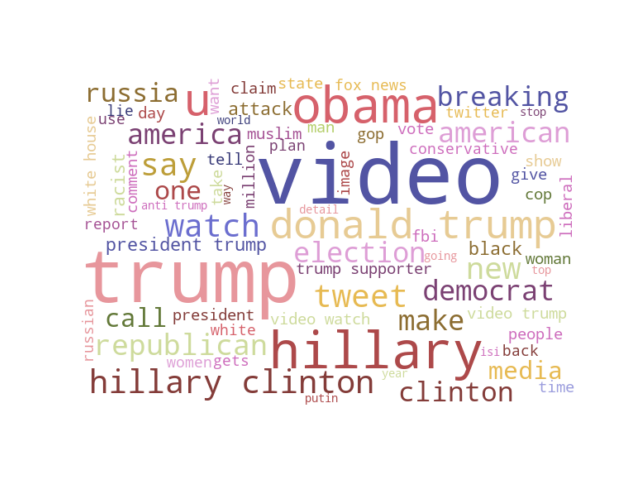 russia
u
want
claim
state
fox news
obama
breaking
lie
day
use
world
attack
man
gop
twitter
stop
america
muslim
vote
american
plan
conservative
white house
racist
comment
say
tell
million
image
video
show
give
cop
one
take
way
anti trump
liberal
report
watch
detail
donald trump
fbi
president trump
election
going
black
woman
trump
trump supporter
new
top
tweet
democrat
russian
call
president
white
video watch
make
video trump
people
republican
hillary
isi
back
women
gets
year
media
hillary clinton
putin
clinton
time